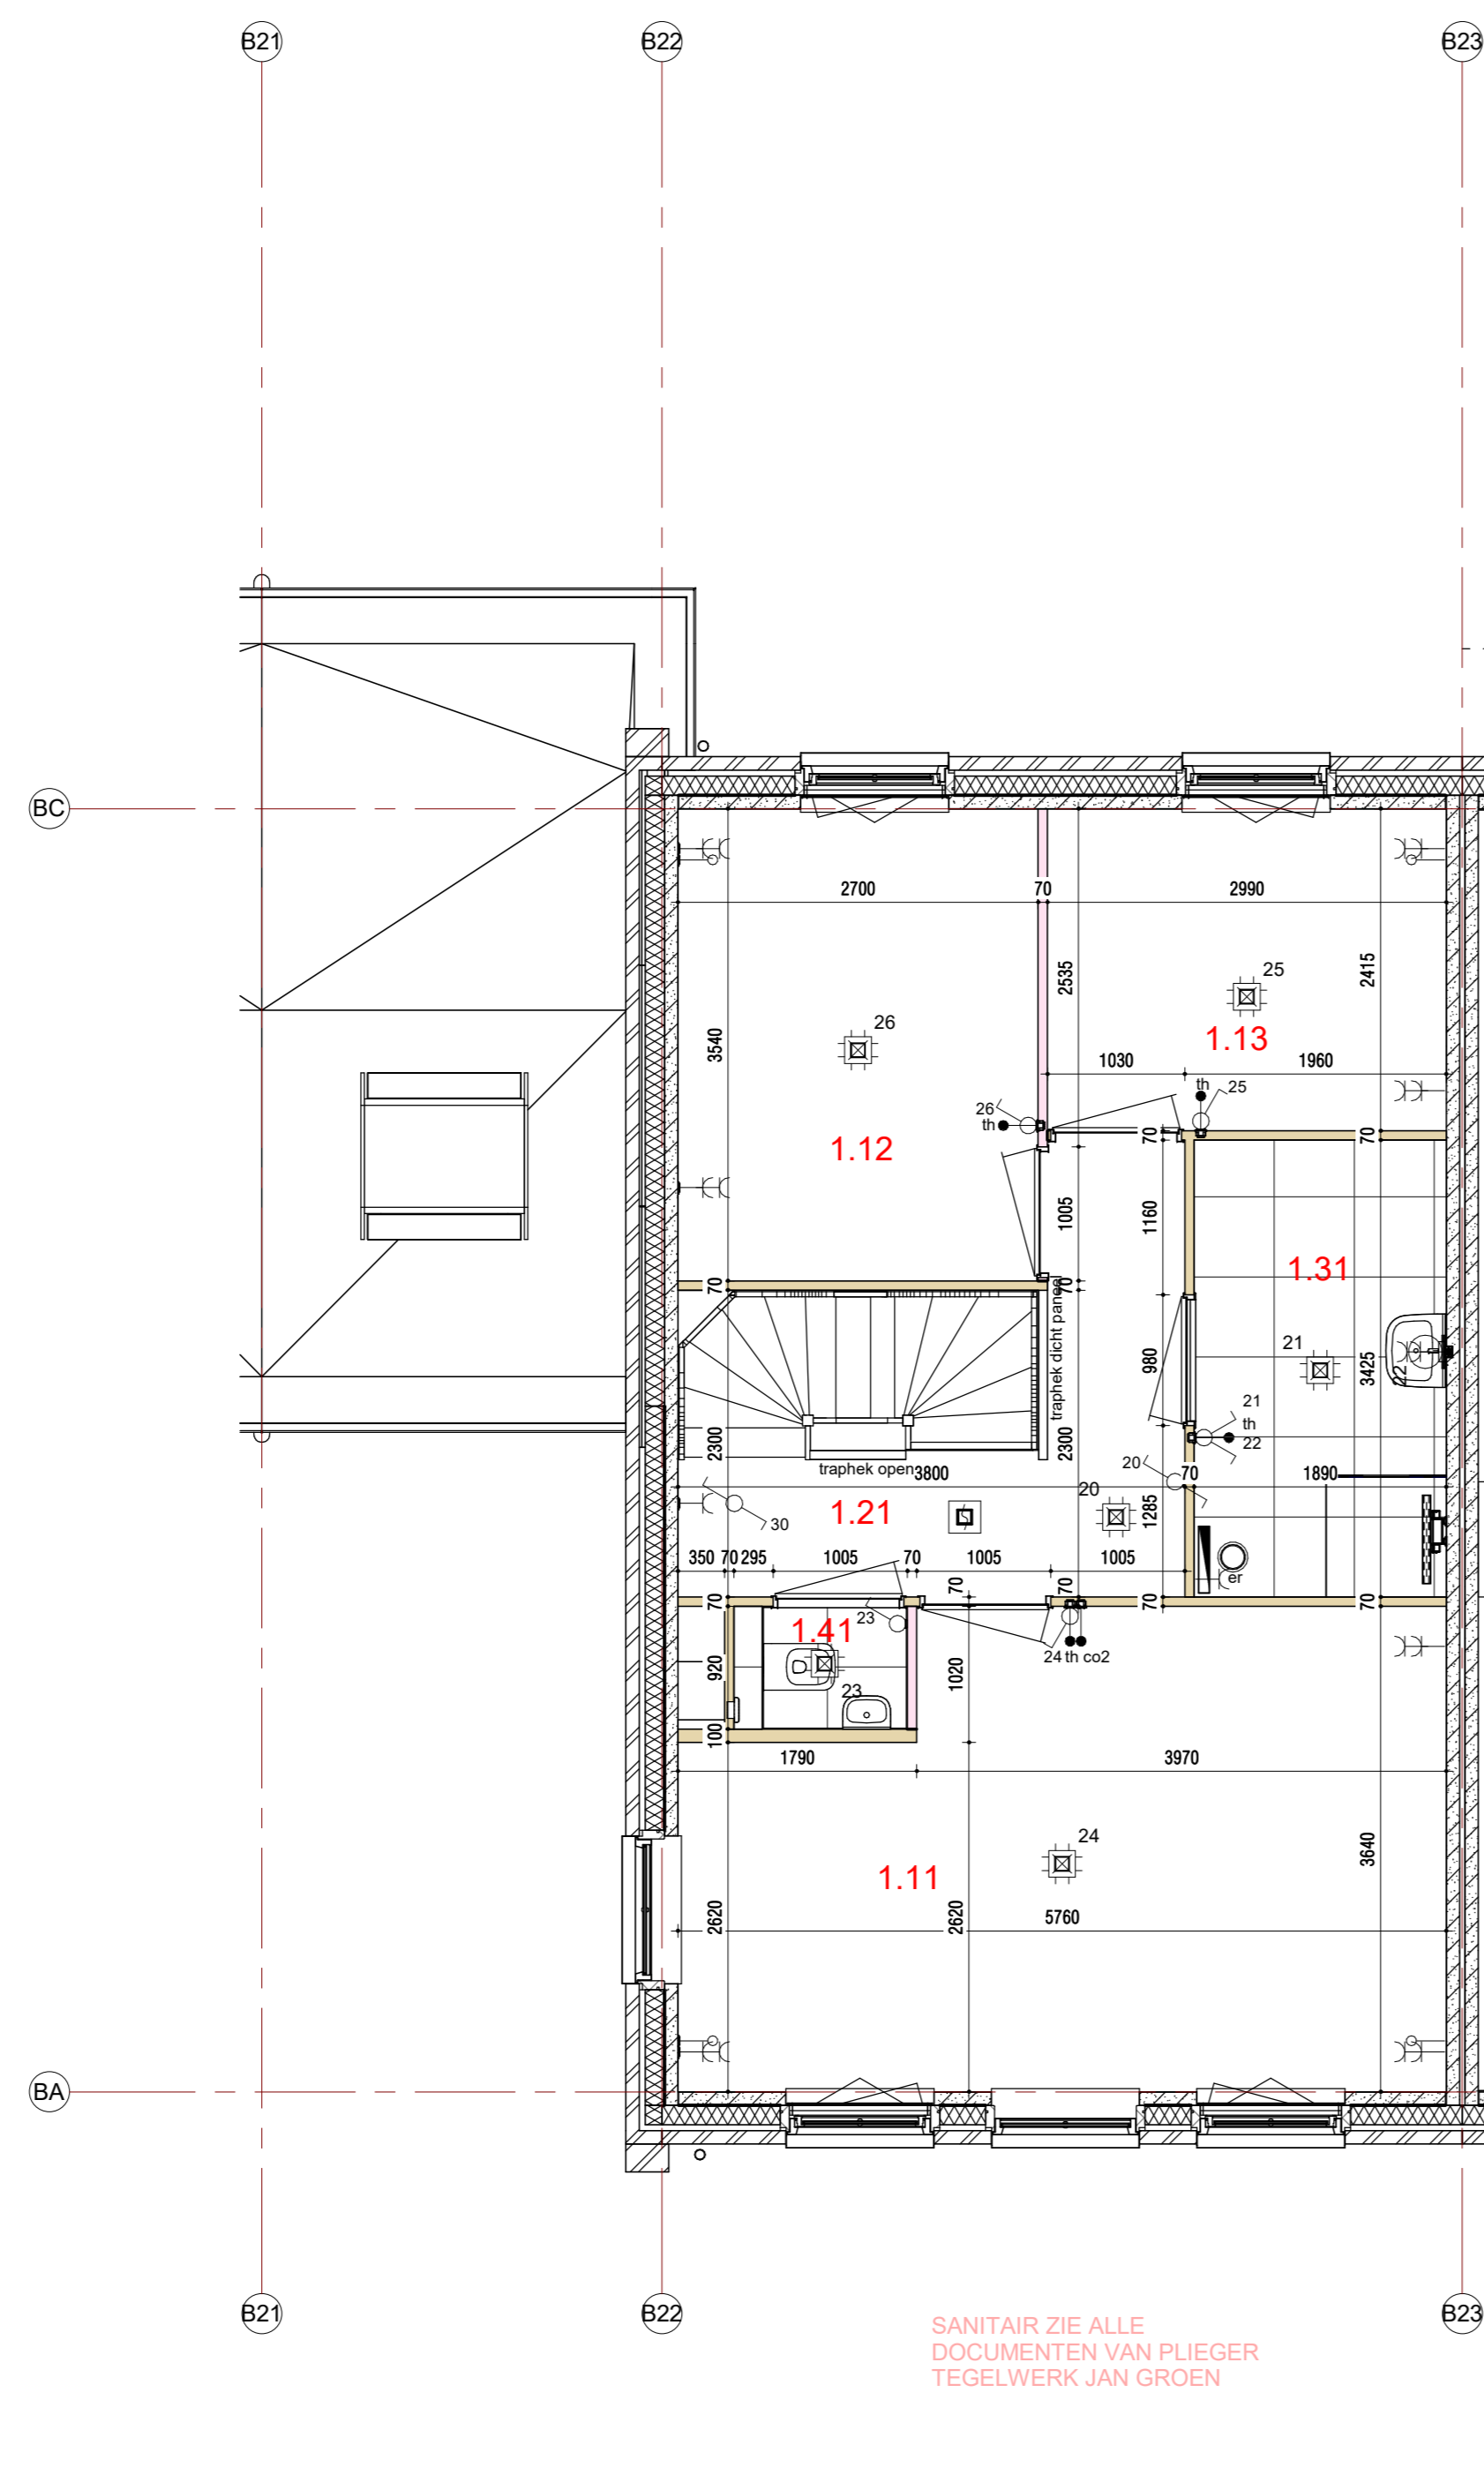 B21 B22 B23
BC
2700 70 2990
2535
2415
25
26
3540
1.13
1030 1960
th 25
26
th
70 70
1.12
1160
1005
1.31
70 70
traphek dicht paneel
21
980
3425
22
21
th
22
2300 2300
traphek open
3800
20
70
1890
20
1.21
1285
30
350 70 295 1005 70 1005 1005
er
70 70 70 70 70
23
1.41
24 th co2
920
1020
23
100
1790 3970
24
3640
1.11
2620 2620
5760
BA
B21 B22 B23
SANITAIR ZIE ALLE
DOCUMENTEN VAN PLIEGER
TEGELWERK JAN GROEN